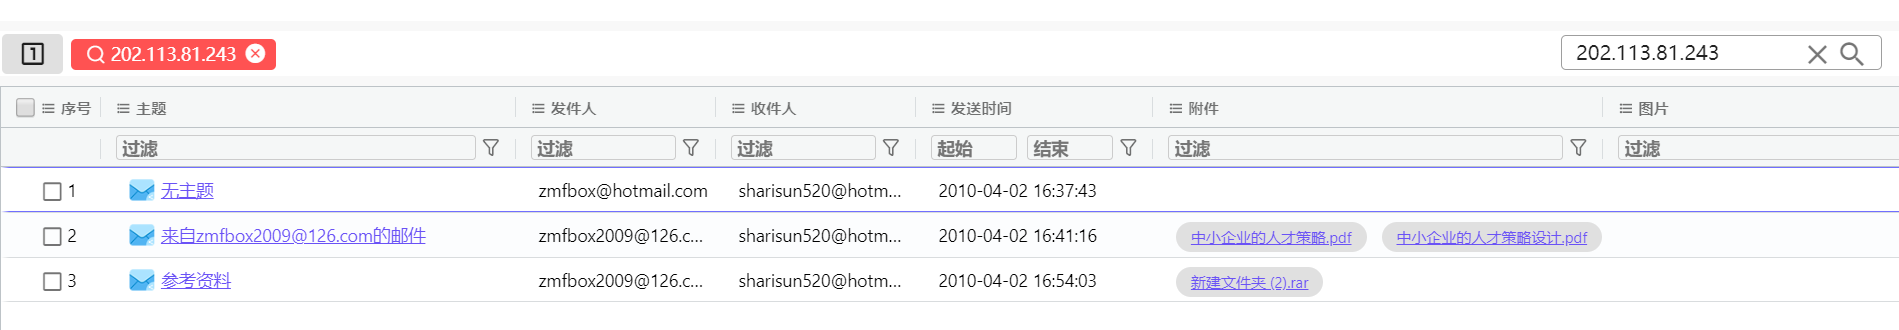 1 202.113.81.243 202.113.81.243
序号 主题 发件人 收件人 发送时间 附件 图片
过滤 过滤 过滤 起始 结束 过滤 过滤
1 无主题 zmfbox@hotmail.com sharisun520@hotm... 2010-04-02 16:37:43
2 来自zmfbox2009@126.com的邮件 zmfbox2009@126.c... sharisun520@hotm... 2010-04-02 16:41:16 中小企业的人才策略.pdf 中小企业的人才策略设计.pdf
3 参考资料 zmfbox2009@126.c... sharisun520@hotm... 2010-04-02 16:54:03 新建文件夹 (2).rar